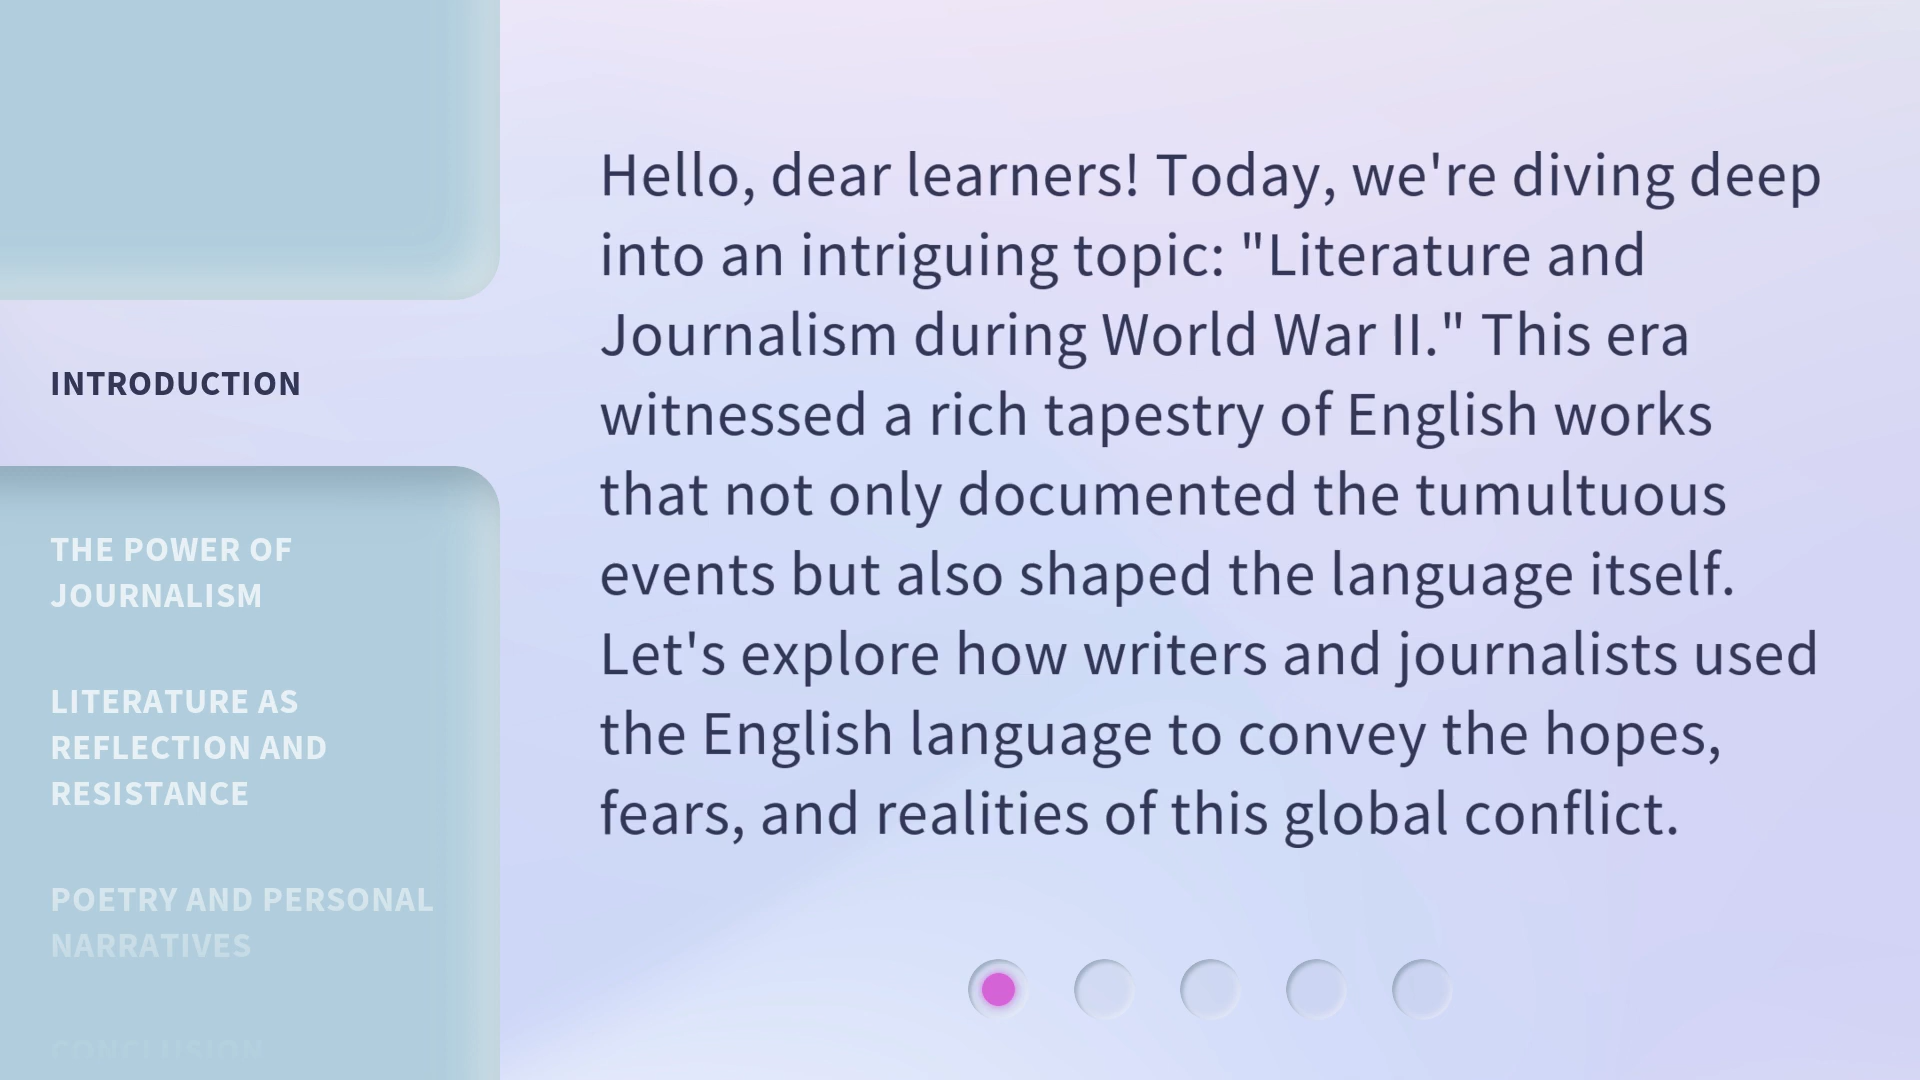 INTRODUCTION
THE POWER OF
JOURNALISM
LITERATURE AS
REFLECTION AND
RESISTANCE
POETRY AND PERSONAL
NARRATIVES
CONCLUSION
Hello, dear learners! Today, we're diving deep
into an intriguing topic: "Literature and
Journalism during World War II." This era
witnessed a rich tapestry of English works
that not only documented the tumultuous
events but also shaped the language itself.
Let's explore how writers and journalists used
the English language to convey the hopes,
fears, and realities of this global conflict.